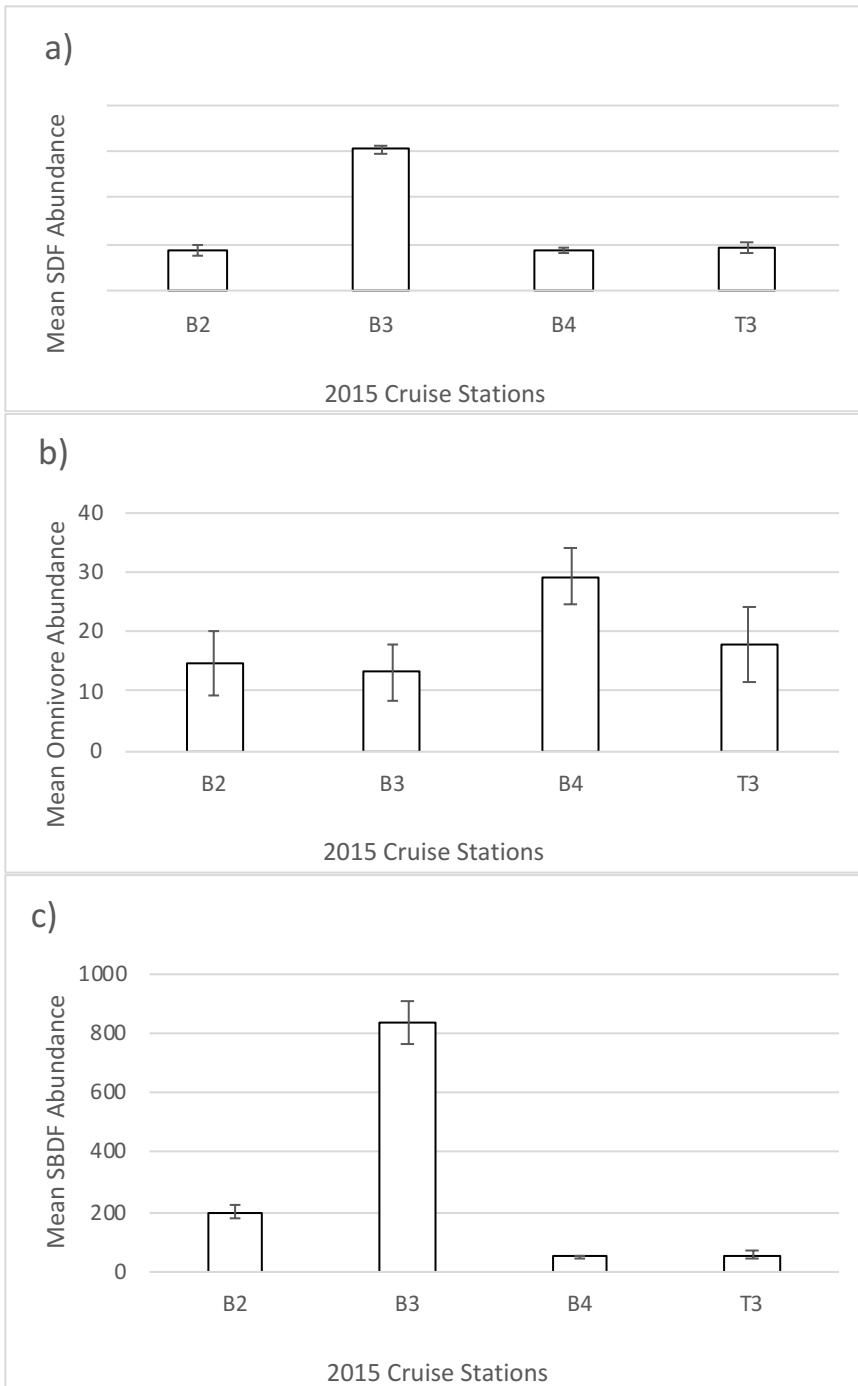 a)
Mean SDF Abundance
B2 B3 B4 T3
2015 Cruise Stations
b)
Mean Omnivore Abundance
40
30
20
10
0
B2 B3 B4 T3
2015 Cruise Stations
c)
Mean SBDF Abundance
1000
800
600
400
200
0
B2 B3 B4 T3
2015 Cruise Stations